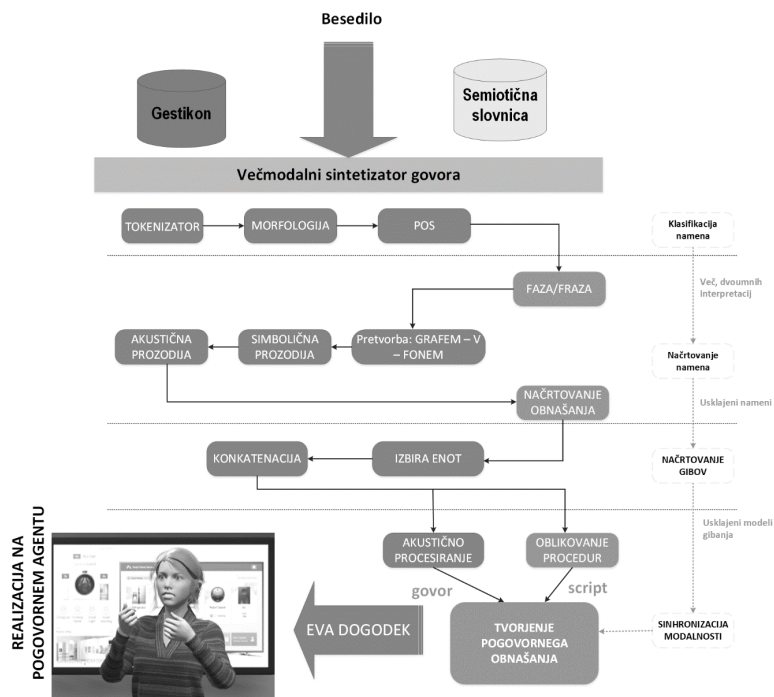 Besedilo
Gestikon
Semiotična
slovnica
Večmodalni sintetizator govora
TOKENIZATOR
MORFOLOGIJA
POS
Klasifikacija
namena
FAZA/FRAZA
Več, dvoumnih
interpretacij
AKUSTIČNA
PROZODIJA
SIMBOLIČNA
PROZODIJA
Pretvorba: GRAFEM – V
– FONEM
Načrtovanje
namena
NAČRTOVANJE
OBNAŠANJA
Usklajeni nameni
KONKATENACIJA
IZBIRA ENOT
NAČRTOVANJE
GIBOV
Usklajeni modeli
gibanja
AKUSTIČNO
PROCESIRANJE
OBLIKOVANJE
PROCEDUR
govor
script
REALIZACIJA NA
POGOVORNEM AGENTU
EVA DOGODEK
TVORJENJE
POGOVORNEGA
OBNAŠANJA
SINHRONIZACIJA
MODALNOSTI